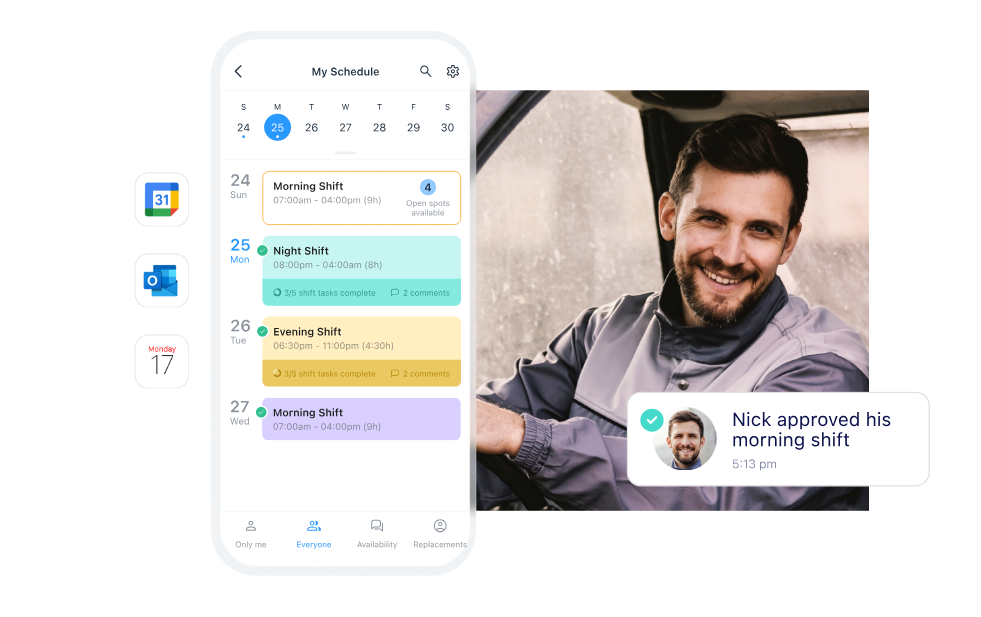 My Schedule
S M T W T F S
24 25 26 27 28 29 30
24
Sun
Morning Shift
07:00am - 04:00pm (9h)
4
Open spots
available
25
Mon
Night Shift
08:00pm - 04:00am (8h)
3/5 shift tasks complete
2 comments
26
Tue
Evening Shift
06:30pm - 11:00pm (4:30h)
3/5 shift tasks complete
2 comments
27
Wed
Morning Shift
07:00am - 04:00pm (9h)
Only me
Everyone
Availability
Replacements
31
O
Monday
17
Nick approved his
morning shift
5:13 pm